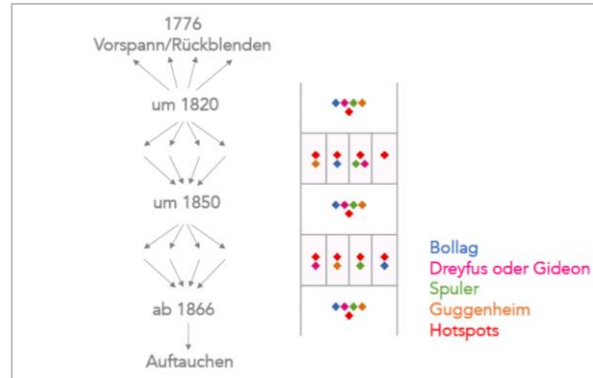 1776
Vorspann/Rückblenden
um 1820
um 1850
ab 1866
Auftauchen
Bollag
Dreyfus oder Gideon
Spuler
Guggenheim
Hotspots